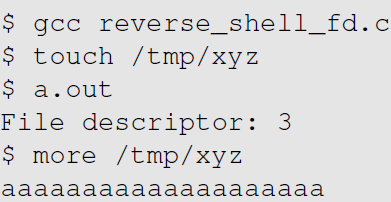 $ gcc reverse_shell_fd.c
$ touch /tmp/xyz
$ a.out
File descriptor: 3
$ more /tmp/xyz
aaaaaaaaaaaaaaaaaaaa